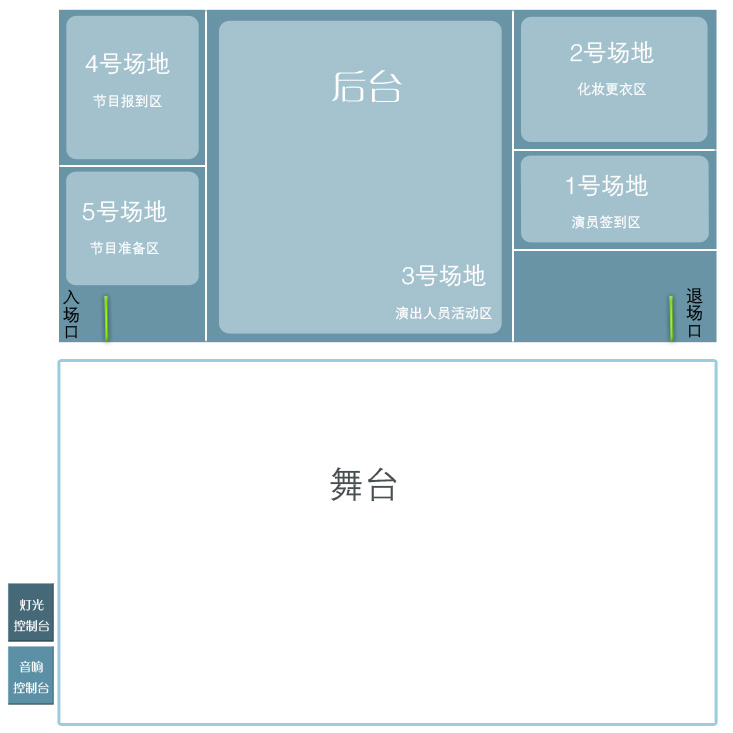 4号场地
节目报到区
后台
2号场地
化妆更衣区
5号场地
节目准备区
1号场地
演员签到区
3号场地
演出人员活动区
入场口
退场口
舞台
灯光
控制台
音响
控制台